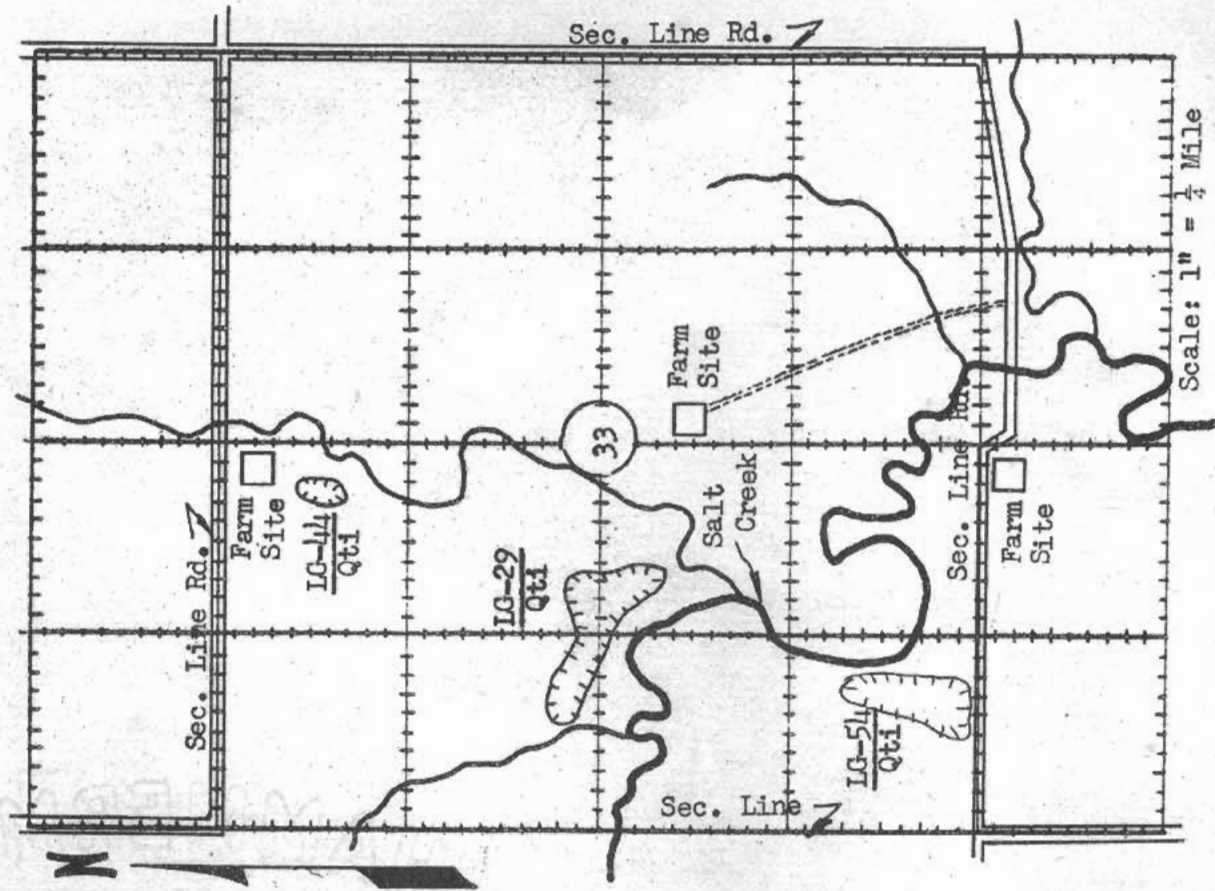 Sec. Line Rd.
Sec. Line Rd.
Farm
Site
LG-44
Qti
LG-29
Qti
33
Farm
Site
Salt
Creek
Sec. Line Rd.
Farm
Site
LG-54
Qti
Sec. Line
N
Scale: 1" = ¼ Mile